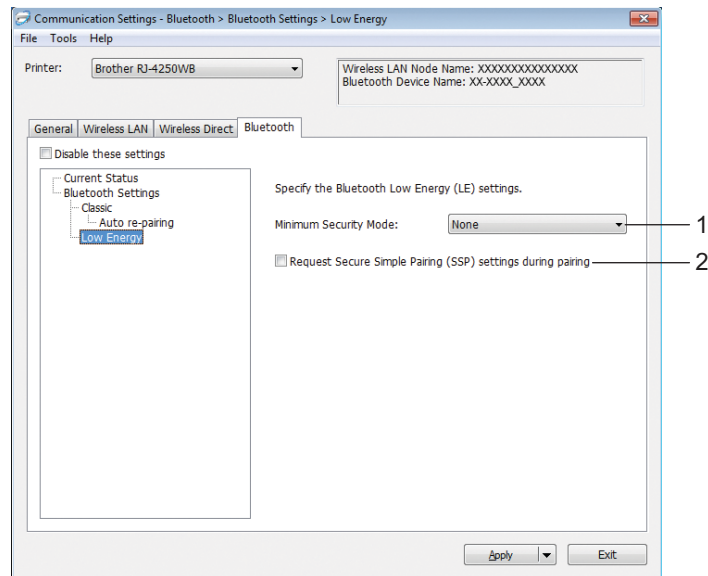 Communication Settings - Bluetooth > Bluetooth Settings > Low Energy
File Tools Help
Printer: Brother RJ-4250WB
Wireless LAN Node Name: XXXXXXXXXXXXXXX
Bluetooth Device Name: XX-XXXX_XXXX
General Wireless LAN Wireless Direct Bluetooth
Disable these settings
Current Status
Bluetooth Settings
Classic
Auto re-pairing
Low Energy
Specify the Bluetooth Low Energy (LE) settings.
Minimum Security Mode: None 1
Request Secure Simple Pairing (SSP) settings during pairing 2
Apply Exit